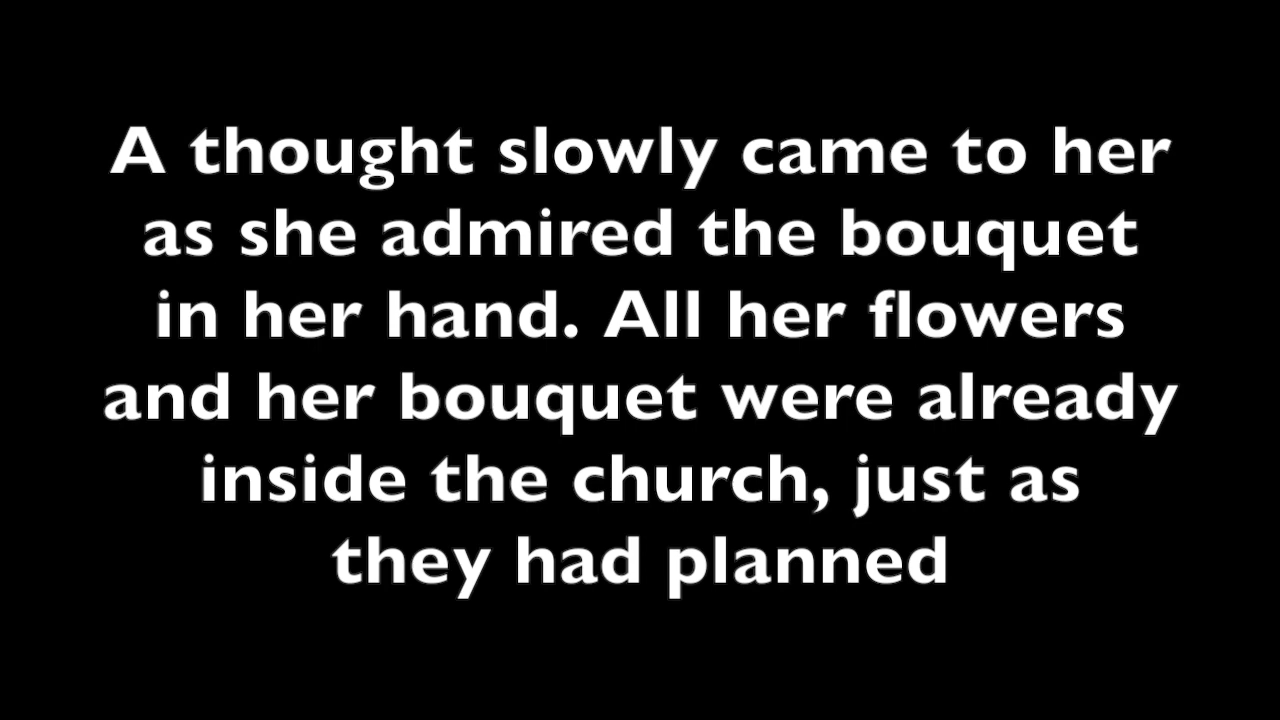 A thought slowly came to her
as she admired the bouquet
in her hand. All her flowers
and her bouquet were already
inside the church, just as
they had planned